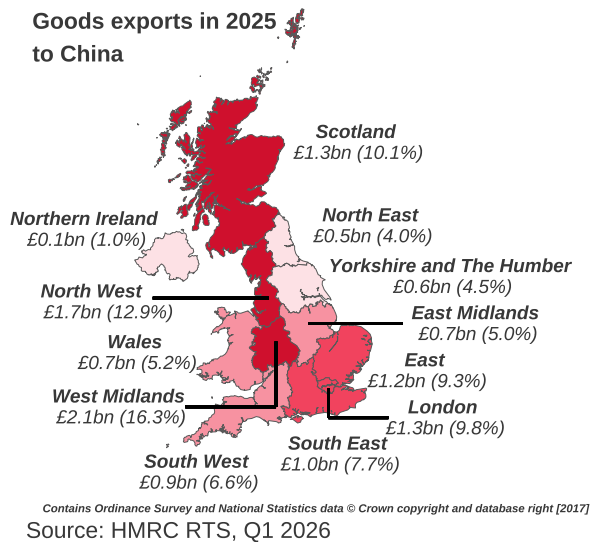 Goods exports in 2025
to China
Scotland
£1.3bn (10.1%)
Northern Ireland
£0.1bn (1.0%)
North East
£0.5bn (4.0%)
Yorkshire and The Humber
£0.6bn (4.5%)
North West
£1.7bn (12.9%)
East Midlands
£0.7bn (5.0%)
Wales
£0.7bn (5.2%)
East
£1.2bn (9.3%)
West Midlands
£2.1bn (16.3%)
London
£1.3bn (9.8%)
South East
£1.0bn (7.7%)
South West
£0.9bn (6.6%)
Contains Ordinance Survey and National Statistics data © Crown copyright and database right [2017]
Source: HMRC RTS, Q1 2026